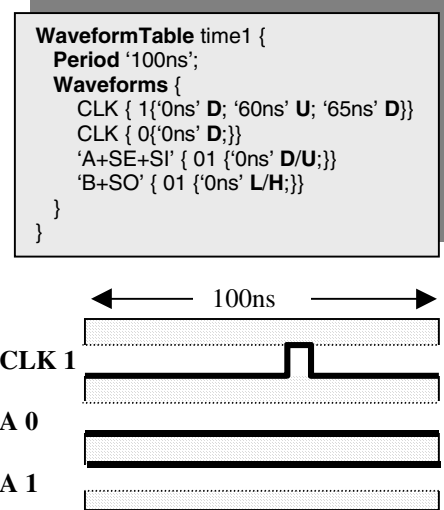 WaveformTable time1 {
Period ‘100ns’;
Waveforms {
CLK { 1{‘0ns’ D; ‘60ns’ U; ‘65ns’ D}}
CLK { 0{‘0ns’ D;}}
‘A+SE+SI’ { 01 {‘0ns’ D/U;}}
‘B+SO’ { 01 {‘0ns’ L/H;}}
}
}
100ns
CLK 1
A 0
A 1